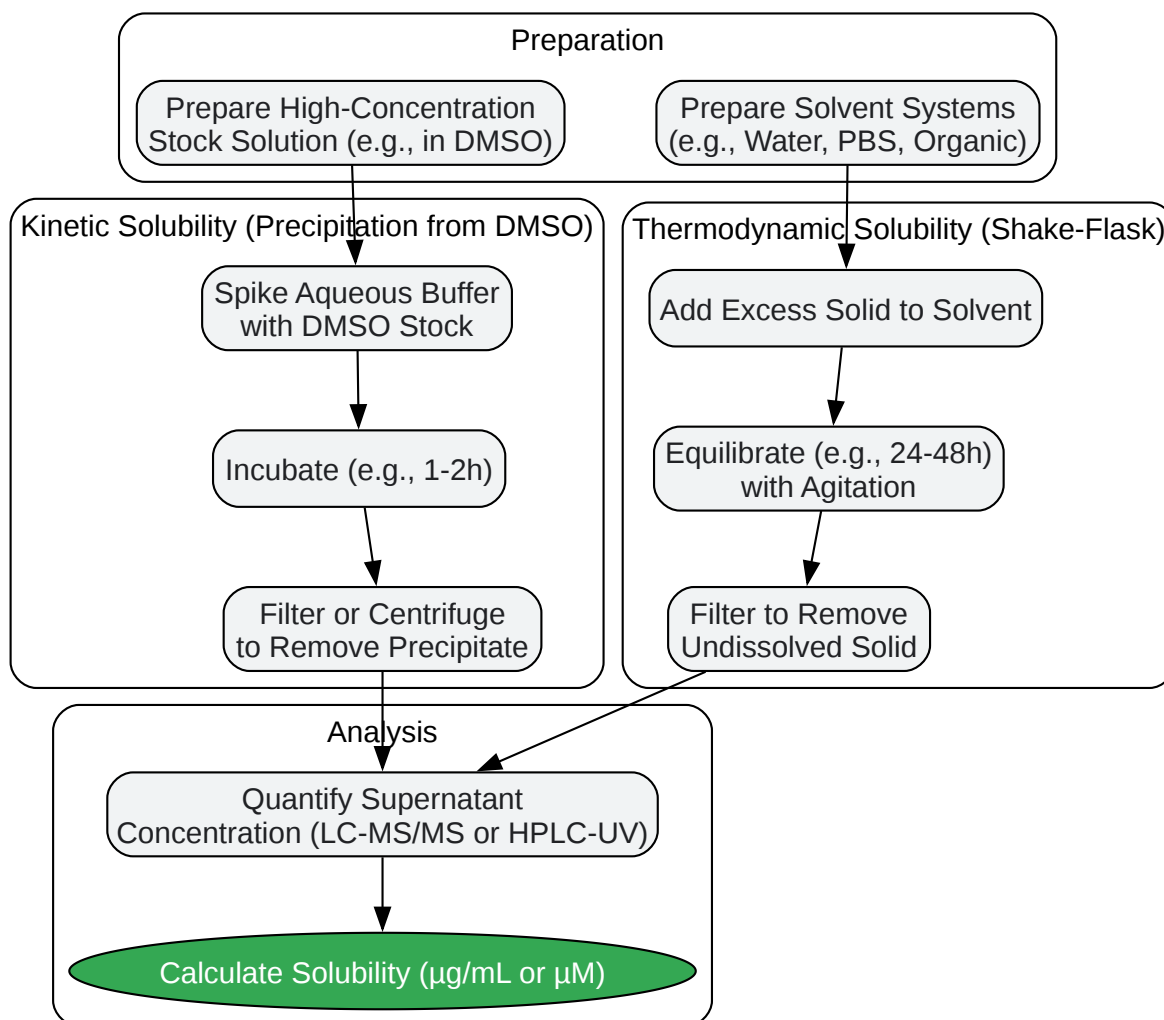 Preparation
Prepare High-Concentration
Stock Solution (e.g., in DMSO)
Prepare Solvent Systems
(e.g., Water, PBS, Organic)
Kinetic Solubility (Precipitation from DMSO)
Spike Aqueous Buffer
with DMSO Stock
Incubate (e.g., 1-2h)
Filter or Centrifuge
to Remove Precipitate
Thermodynamic Solubility (Shake-Flask)
Add Excess Solid to Solvent
Equilibrate (e.g., 24-48h)
with Agitation
Filter to Remove
Undissolved Solid
Analysis
Quantify Supernatant
Concentration (LC-MS/MS or HPLC-UV)
Calculate Solubility (µg/mL or µM)